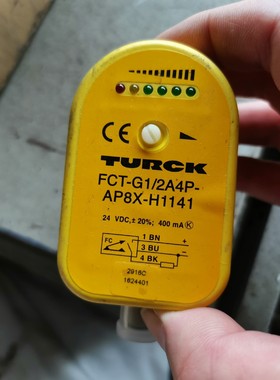 CE
TURCK
FCT-G1/2A4P-
AP8X-H1141
24 VDC,± 20%; 400 mA Ⓚ
FC
1 BN +
3 BU -
4 BK
2918C
1624401